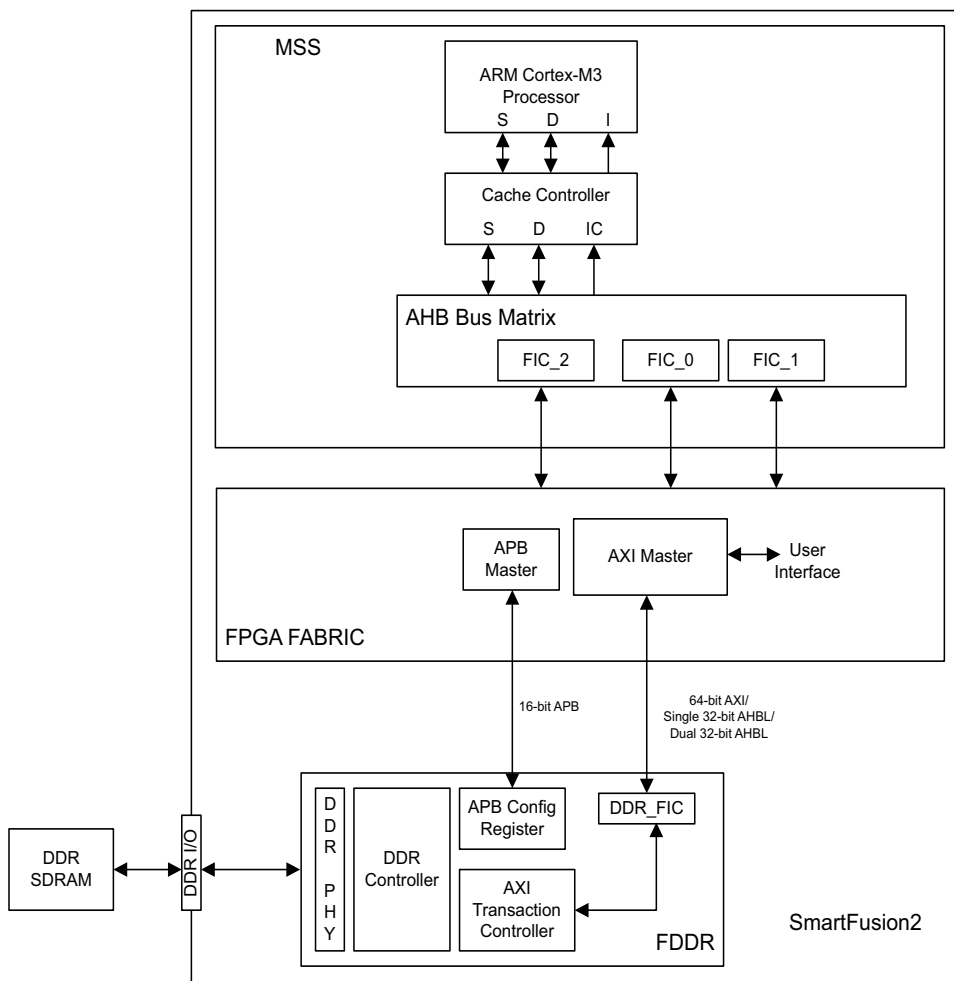 MSS
ARM Cortex-M3
Processor
S D I
Cache Controller
S D IC
AHB Bus Matrix
FIC_2 FIC_0 FIC_1
APB
Master
AXI Master
User
Interface
FPGA FABRIC
16-bit APB
64-bit AXI/
Single 32-bit AHBL/
Dual 32-bit AHBL
DDR
SDRAM
DDR I/O
D
D
R
P
H
Y
DDR
Controller
APB Config
Register
DDR_FIC
AXI
Transaction
Controller
FDDR
SmartFusion2